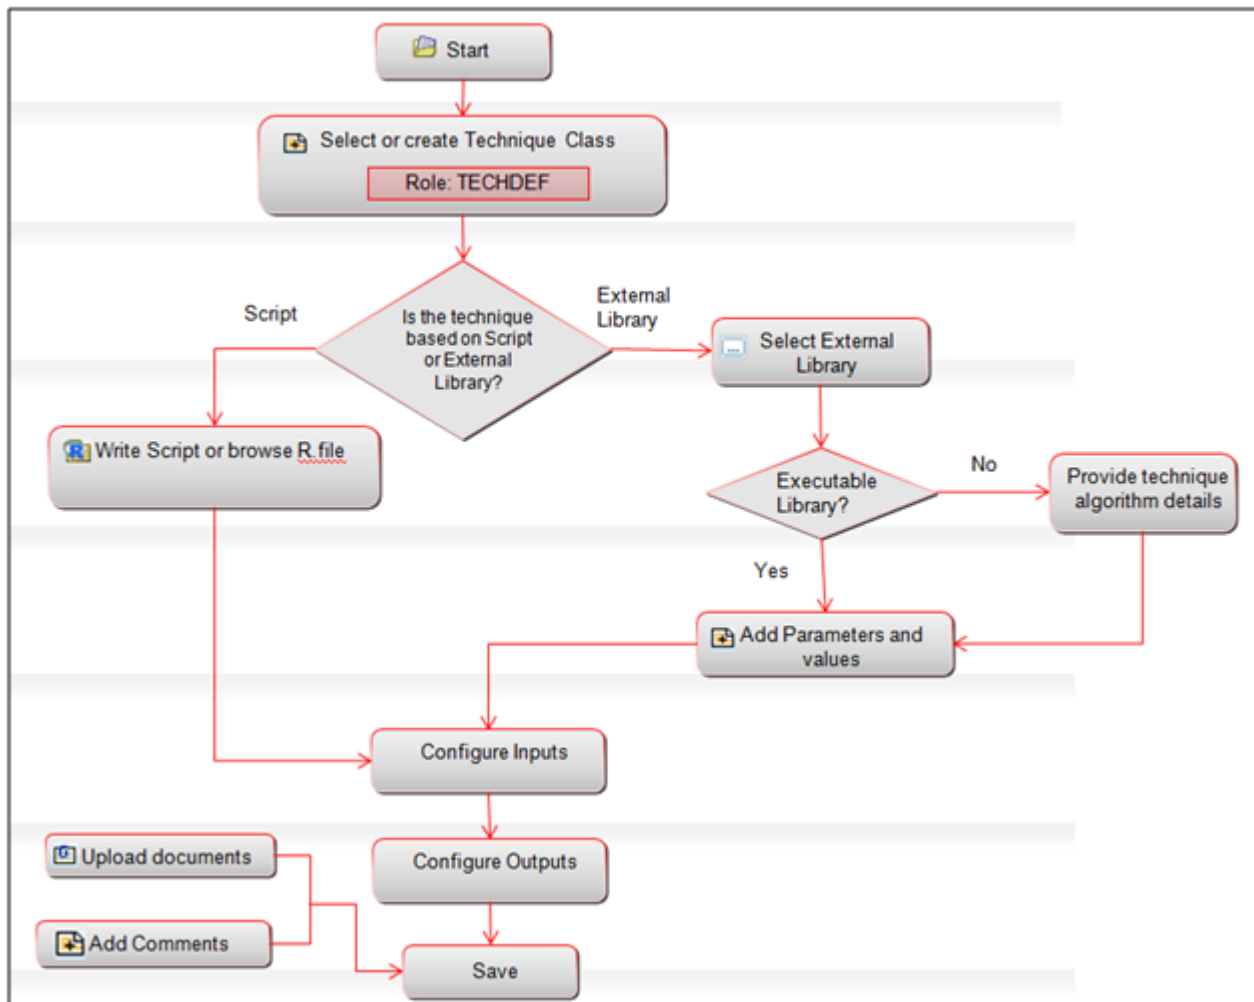 Start
Select or create Technique Class
Role: TECHDEF
Script
Is the technique
based on Script
or External
Library?
External
Library
Select External
Library
Write Script or browse R.file
Executable
Library?
No
Provide technique
algorithm details
Yes
Add Parameters and
values
Configure Inputs
Upload documents
Configure Outputs
Add Comments
Save